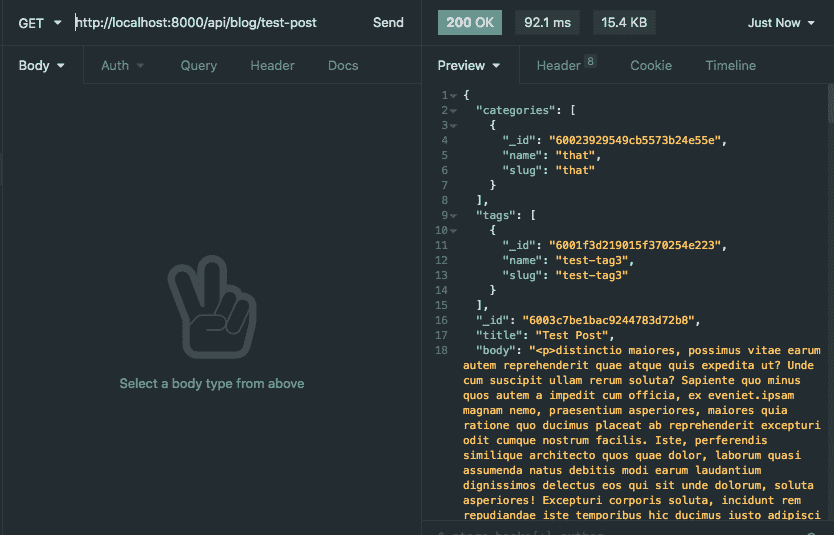 GET http://localhost:8000/api/blog/test-post Send
200 OK 92.1 ms 15.4 KB Just Now
Body Auth Query Header Docs
Preview Header 8 Cookie Timeline
Select a body type from above
1 {
2 "categories": [
3 {
4 "_id": "60023929549cb5573b24e55e",
5 "name": "that",
6 "slug": "that"
7 }
8 ],
9 "tags": [
10 {
11 "_id": "6001f3d219015f370254e223",
12 "name": "test-tag3",
13 "slug": "test-tag3"
14 }
15 ],
16 "_id": "6003c7be1bac9244783d72b8",
17 "title": "Test Post",
18 "body": "<p>distinctio maiores, possimus vitae earum
autem reprehenderit quae atque quis expedita ut? Unde
cum suscipit ullam rerum soluta? Sapiente quo minus
quos autem a impedit cum officia, ex eveniet.ipsam
magnam nemo, praesentium asperiores, maiores quia
ratione quo ducimus placeat ab reprehenderit excepturi
odit cumque nostrum facilis. Iste, perferendis
similique architecto quos quae dolor, laborum quasi
assumenda natus debitis modi earum laudantium
dignissimos delectus eos qui sit unde dolorum, soluta
asperiores! Excepturi corporis soluta, incidunt rem
repudiandae iste temporibus hic ducimus iusto adipisci